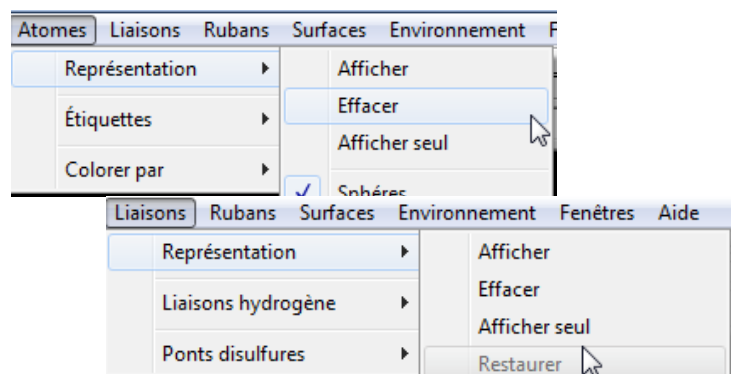 Atomes Liaisons Rubans Surfaces Environnement F
Représentation Afficher
Effacer
Étiquettes
Afficher seul
Colorer par
Sphéres
Liaisons Rubans Surfaces Environnement Fenêtres Aide
Représentation Afficher
Effacer
Liaisons hydrogène
Afficher seul
Ponts disulfures
Restaurer